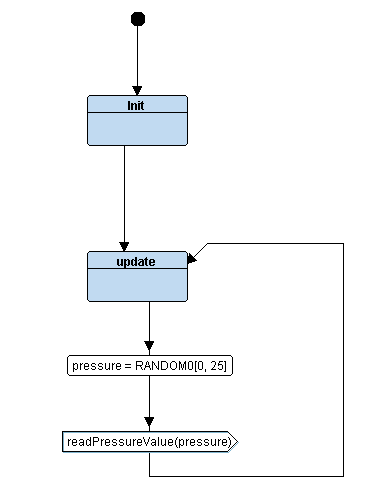 Init
update
pressure = RANDOM0[0, 25]
readPressureValue(pressure)